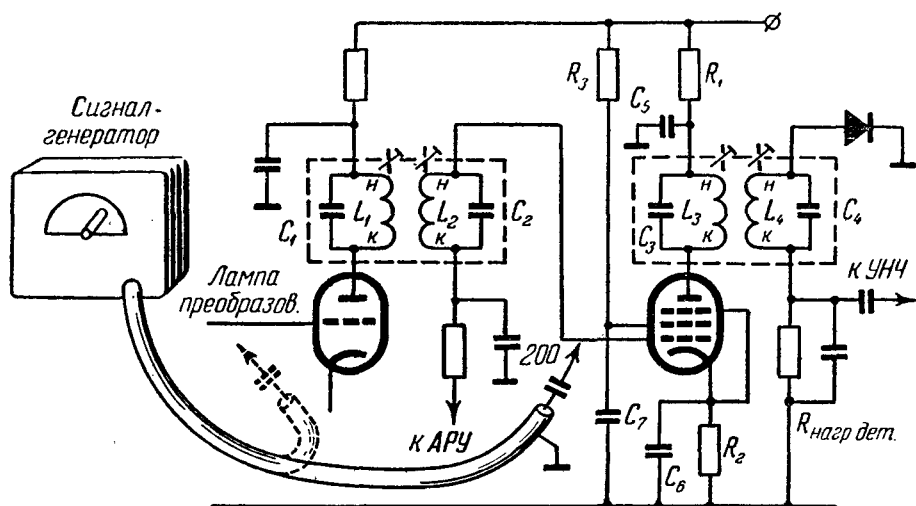 Сигнал-
генератор
Лампа
преобразов.
C₁
н
L₁
к
н
L₂
к
C₂
к АРУ
200
R₃
C₅
R₁
C₃
н
L₃
к
н
L₄
к
C₄
к УНЧ
C₇
C₆
R₂
R нагр дет.